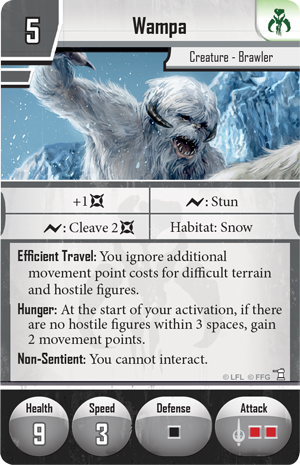 5
Wampa
Creature - Brawler
+1
: Stun
: Cleave 2
Habitat: Snow
Efficient Travel: You ignore additional
movement point costs for difficult terrain
and hostile figures.
Hunger: At the start of your activation, if there
are no hostile figures within 3 spaces, gain
2 movement points.
Non-Sentient: You cannot interact.
© LFL © FFG
Health
Speed
Defense
Attack
9
3